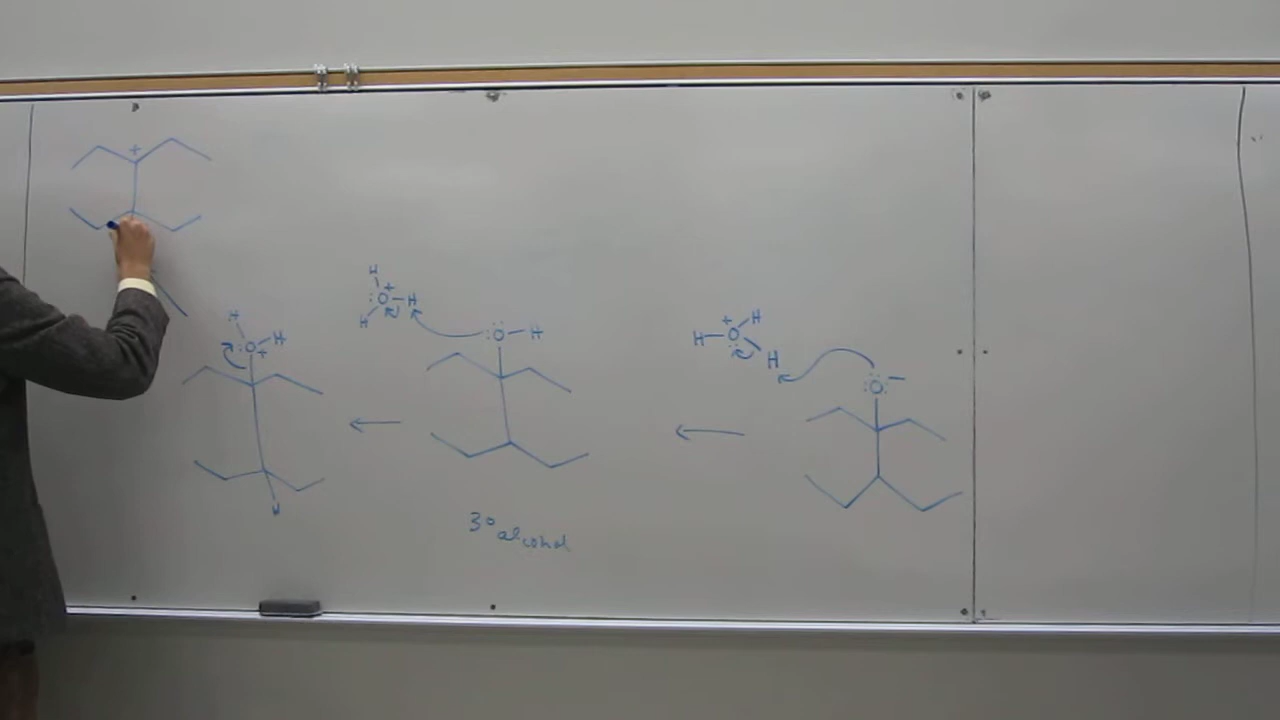 +
H
:O+ H
H
H
:O+ -H
H
:O: -H
+ H
H- O
:
H
:O: -
H
3° alcohol